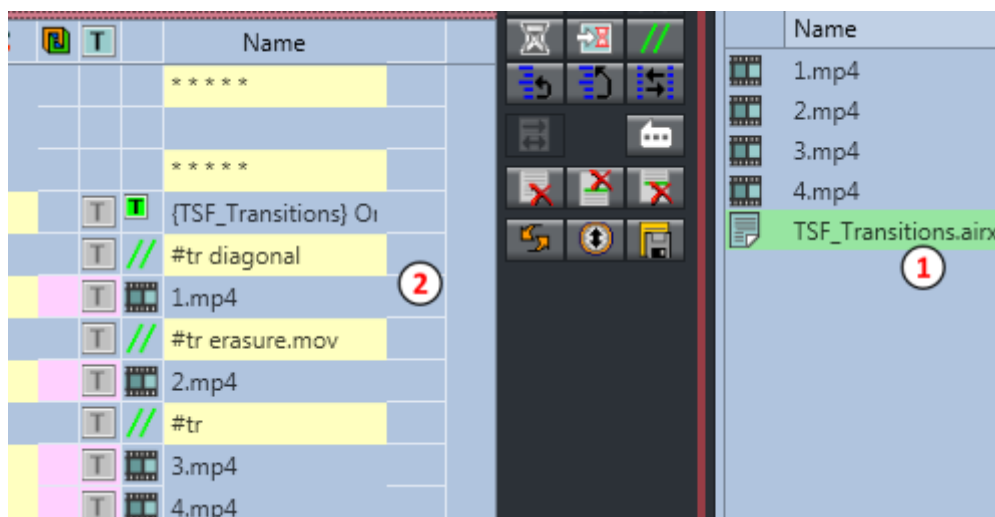 T Name
* * * * *
* * * * *
T T {TSF_Transitions}
T // #tr diagonal
T 1.mp4
T // #tr erasure.mov
T 2.mp4
T // #tr
T 3.mp4
T 4.mp4
2
//
Name
1.mp4
2.mp4
3.mp4
4.mp4
TSF_Transitions.airx
1